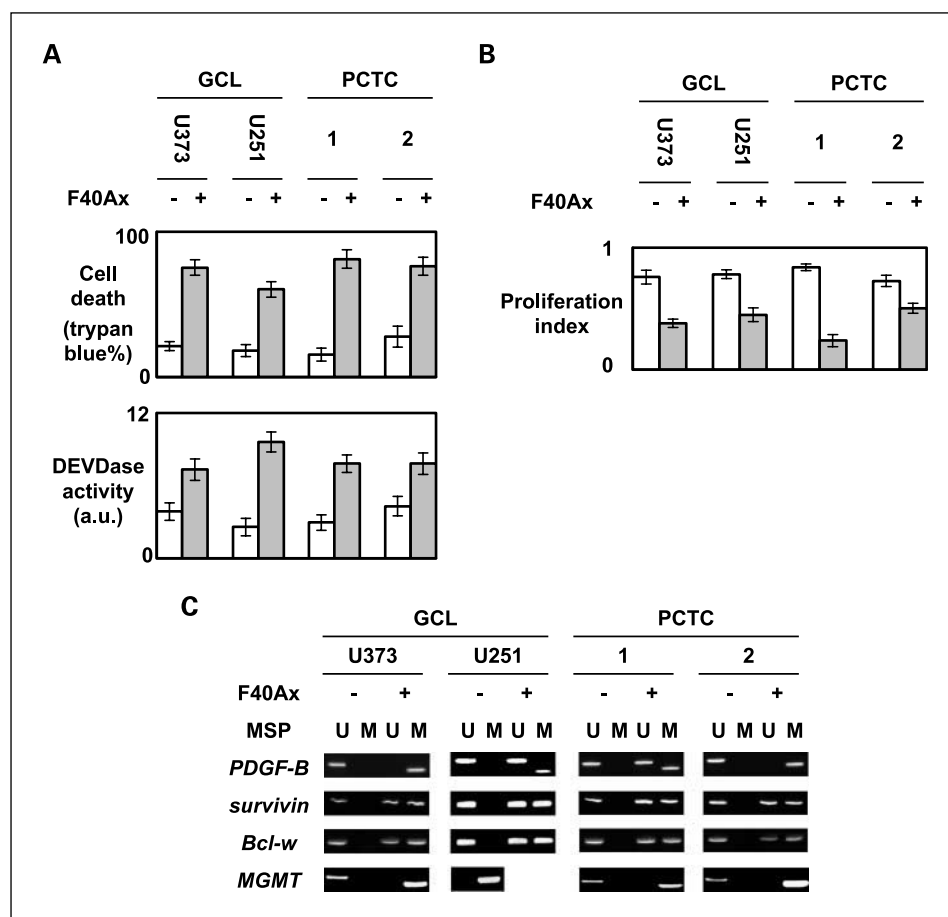 A
GCL PCTC
U373 U251 1 2
F40Ax - + - + - + - +
100
Cell
death
(trypan
blue%)
0
12
DEVDase
activity
(a.u.)
0
B
GCL PCTC
U373 U251 1 2
F40Ax - + - + - + - +
1
Proliferation
index
0
C
GCL PCTC
U373 U251 1 2
F40Ax - + - + - + - +
MSP U M U M U M U M U M U M U M U M
PDGF-B
survivin
Bcl-w
MGMT